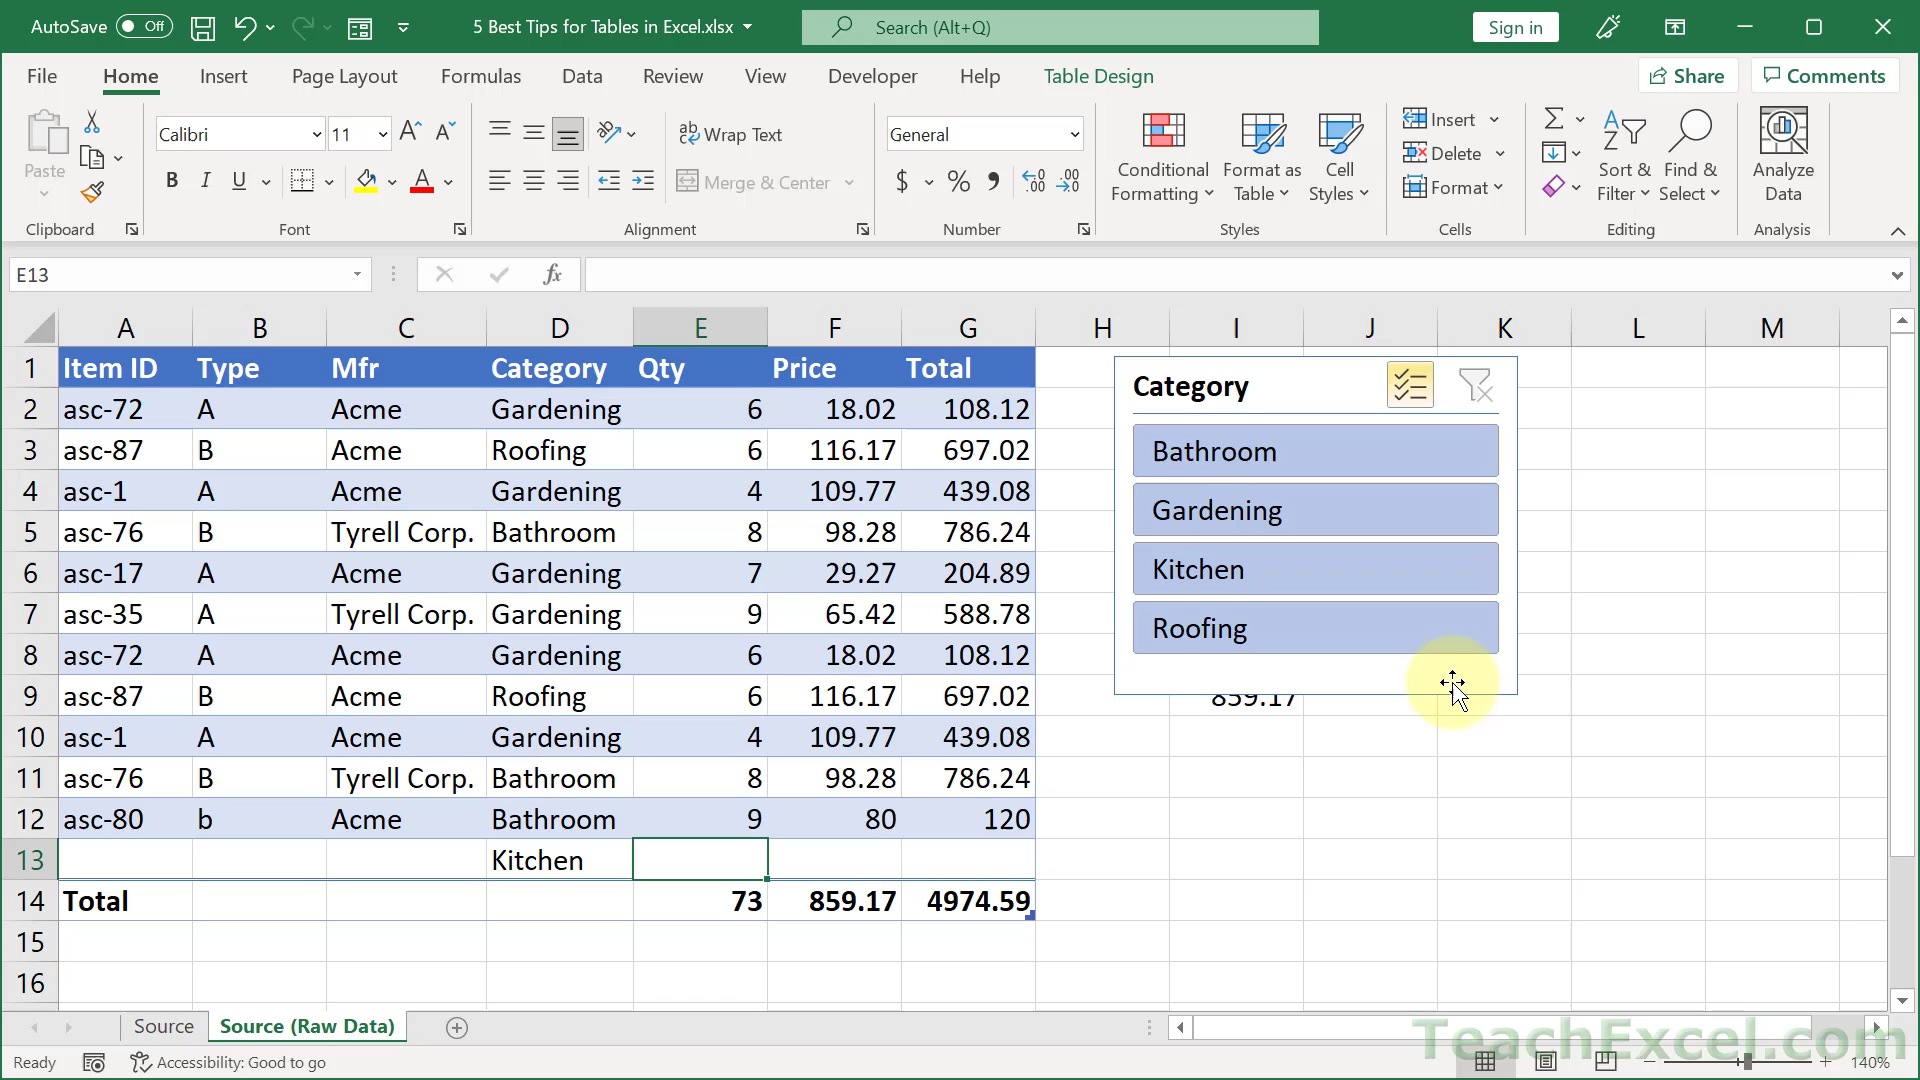 AutoSave Off 5 Best Tips for Tables in Excel.xlsx Search (Alt+Q) Sign in
File Home Insert Page Layout Formulas Data Review View Developer Help Table Design Share Comments
Paste
Calibri 11
B I U
Wrap Text
Merge & Center
General
$ %
Conditional Formatting
Format as Table
Cell Styles
Insert
Delete
Format
Sort & Filter
Find & Select
Analyze Data
Clipboard Font Alignment Number Styles Cells Editing Analysis
E13 fx
A B C D E F G H I J K L M
1 Item ID Type Mfr Category Qty Price Total
2 asc-72 A Acme Gardening 6 18.02 108.12
3 asc-87 B Acme Roofing 6 116.17 697.02
4 asc-1 A Acme Gardening 4 109.77 439.08
5 asc-76 B Tyrell Corp. Bathroom 8 98.28 786.24
6 asc-17 A Acme Gardening 7 29.27 204.89
7 asc-35 A Tyrell Corp. Gardening 9 65.42 588.78
8 asc-72 A Acme Gardening 6 18.02 108.12
9 asc-87 B Acme Roofing 6 116.17 697.02
10 asc-1 A Acme Gardening 4 109.77 439.08
11 asc-76 B Tyrell Corp. Bathroom 8 98.28 786.24
12 asc-80 b Acme Bathroom 9 80 120
13 Kitchen
14 Total 73 859.17 4974.59
15
16
Category
Bathroom
Gardening
Kitchen
Roofing
859.17
Source Source (Raw Data)
TeachExcel.com
Ready Accessibility: Good to go 140%